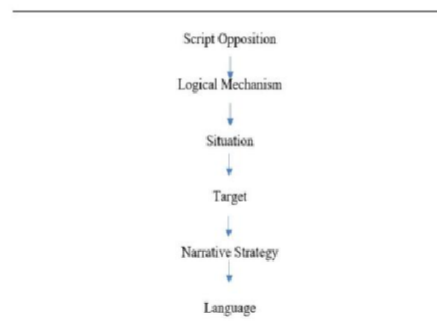 Script Opposition
Logical Mechanism
Situation
Target
Narrative Strategy
Language